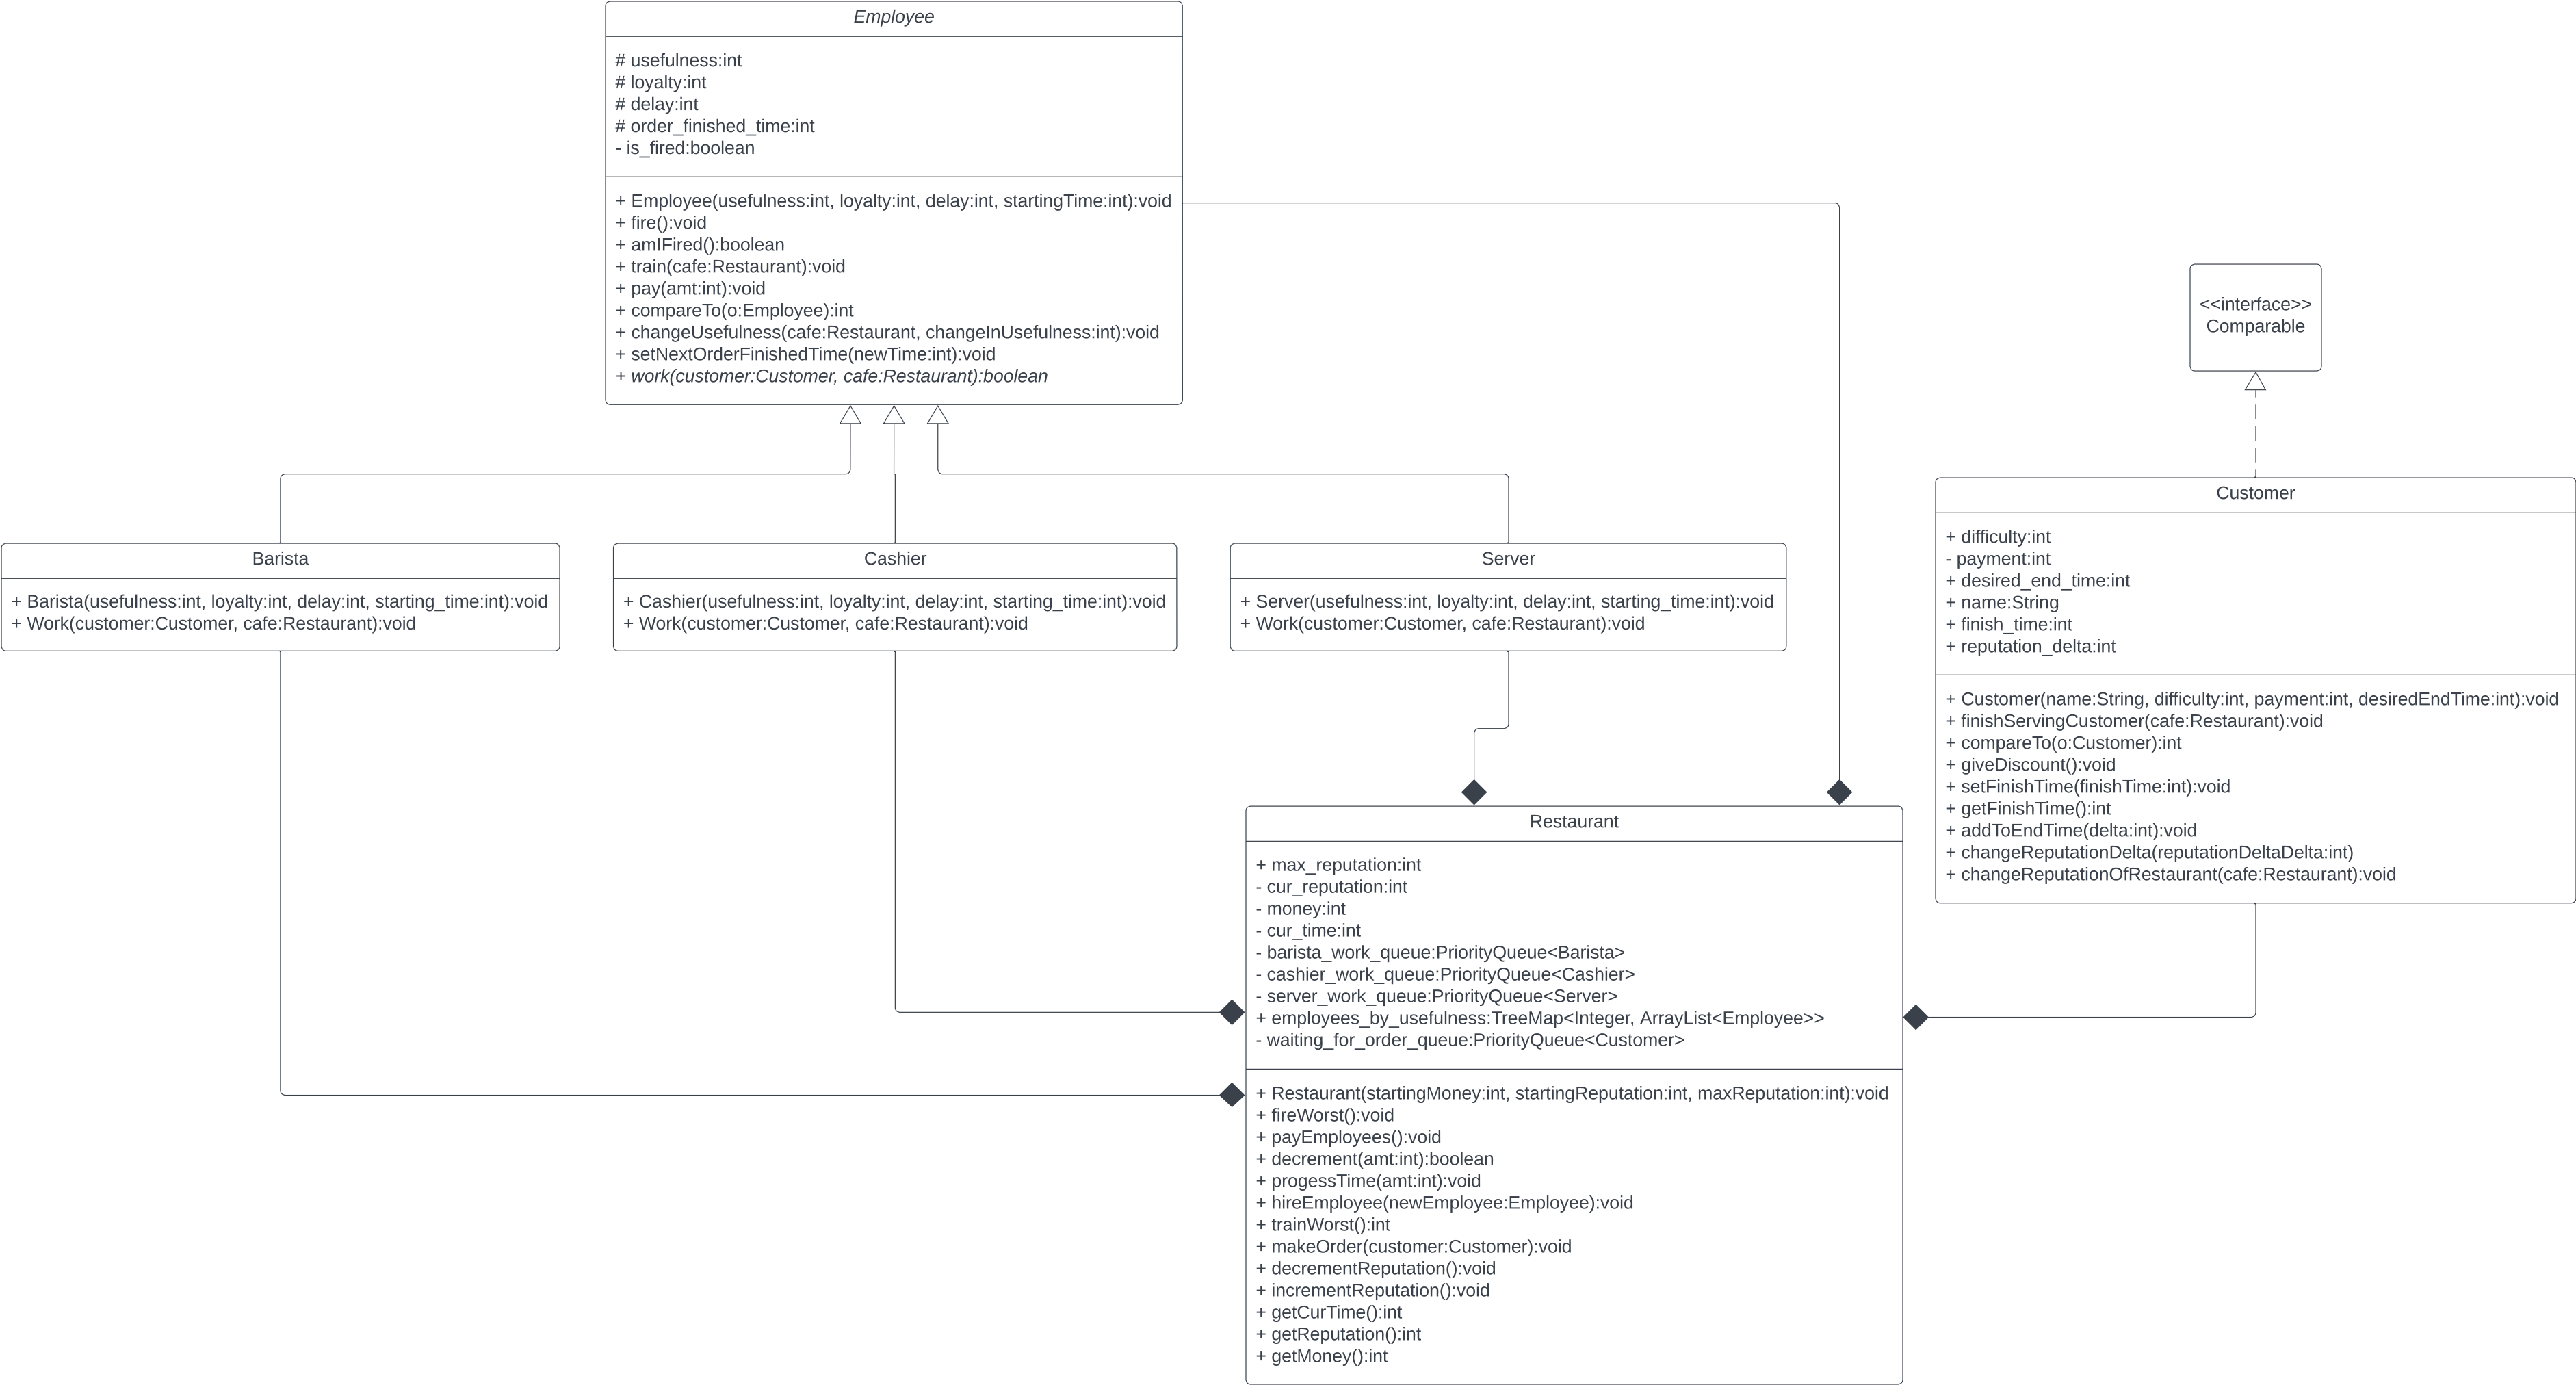 Employee
# usefulness:int
# loyalty:int
# delay:int
# order_finished_time:int
- is_fired:boolean
+ Employee(usefulness:int, loyalty:int, delay:int, startingTime:int):void
+ fire():void
+ amIFired():boolean
+ train(cafe:Restaurant):void
+ pay(amt:int):void
+ compareTo(o:Employee):int
+ changeUsefulness(cafe:Restaurant, changeInUsefulness:int):void
+ setNextOrderFinishedTime(newTime:int):void
+ work(customer:Customer, cafe:Restaurant):boolean
<<interface>>
Comparable
Barista
+ Barista(usefulness:int, loyalty:int, delay:int, starting_time:int):void
+ Work(customer:Customer, cafe:Restaurant):void
Cashier
+ Cashier(usefulness:int, loyalty:int, delay:int, starting_time:int):void
+ Work(customer:Customer, cafe:Restaurant):void
Server
+ Server(usefulness:int, loyalty:int, delay:int, starting_time:int):void
+ Work(customer:Customer, cafe:Restaurant):void
Customer
+ difficulty:int
- payment:int
+ desired_end_time:int
+ name:String
+ finish_time:int
+ reputation_delta:int
+ Customer(name:String, difficulty:int, payment:int, desiredEndTime:int):void
+ finishServingCustomer(cafe:Restaurant):void
+ compareTo(o:Customer):int
+ giveDiscount():void
+ setFinishTime(finishTime:int):void
+ getFinishTime():int
+ addToEndTime(delta:int):void
+ changeReputationDelta(reputationDeltaDelta:int)
+ changeReputationOfRestaurant(cafe:Restaurant):void
Restaurant
+ max_reputation:int
- cur_reputation:int
- money:int
- cur_time:int
- barista_work_queue:PriorityQueue<Barista>
- cashier_work_queue:PriorityQueue<Cashier>
- server_work_queue:PriorityQueue<Server>
+ employees_by_usefulness:TreeMap<Integer, ArrayList<Employee>>
- waiting_for_order_queue:PriorityQueue<Customer>
+ Restaurant(startingMoney:int, startingReputation:int, maxReputation:int):void
+ fireWorst():void
+ payEmployees():void
+ decrement(amt:int):boolean
+ progessTime(amt:int):void
+ hireEmployee(newEmployee:Employee):void
+ trainWorst():int
+ makeOrder(customer:Customer):void
+ decrementReputation():void
+ incrementReputation():void
+ getCurTime():int
+ getReputation():int
+ getMoney():int